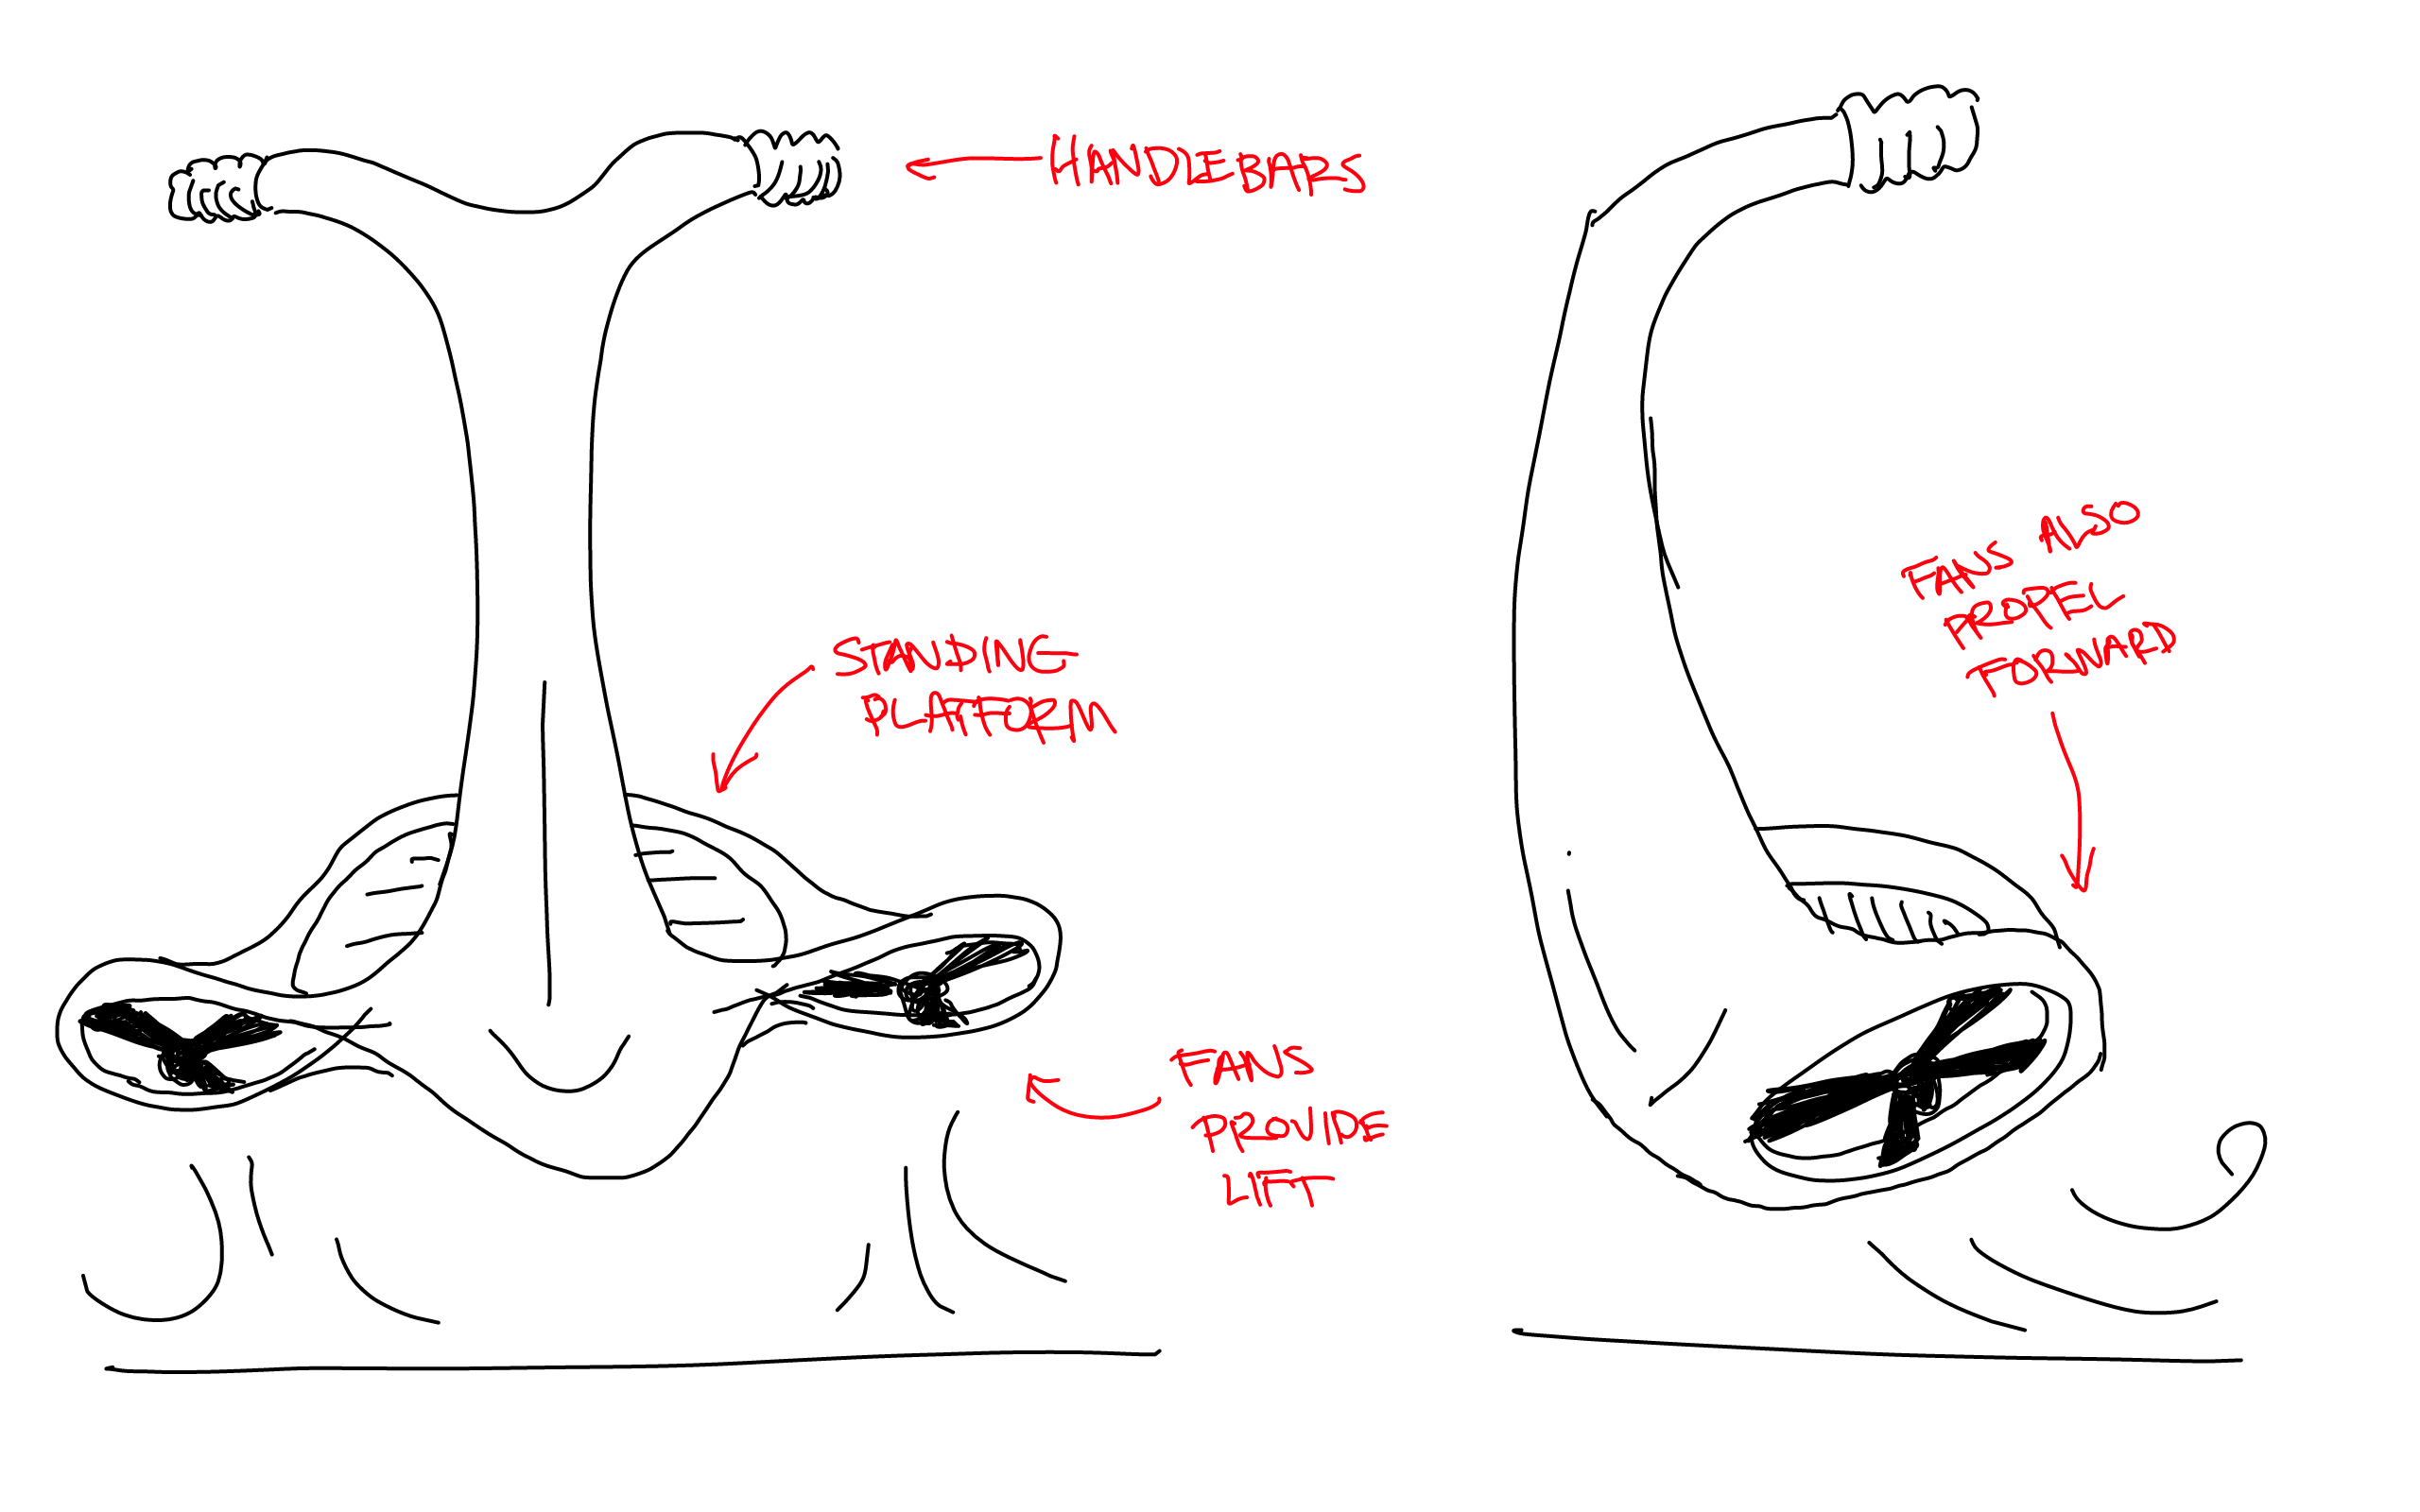 HANDLEBARS
STANDING
PLATFORM
FANS
PROVIDE
LIFT
FANS ALSO
PROPEL
FORWARD